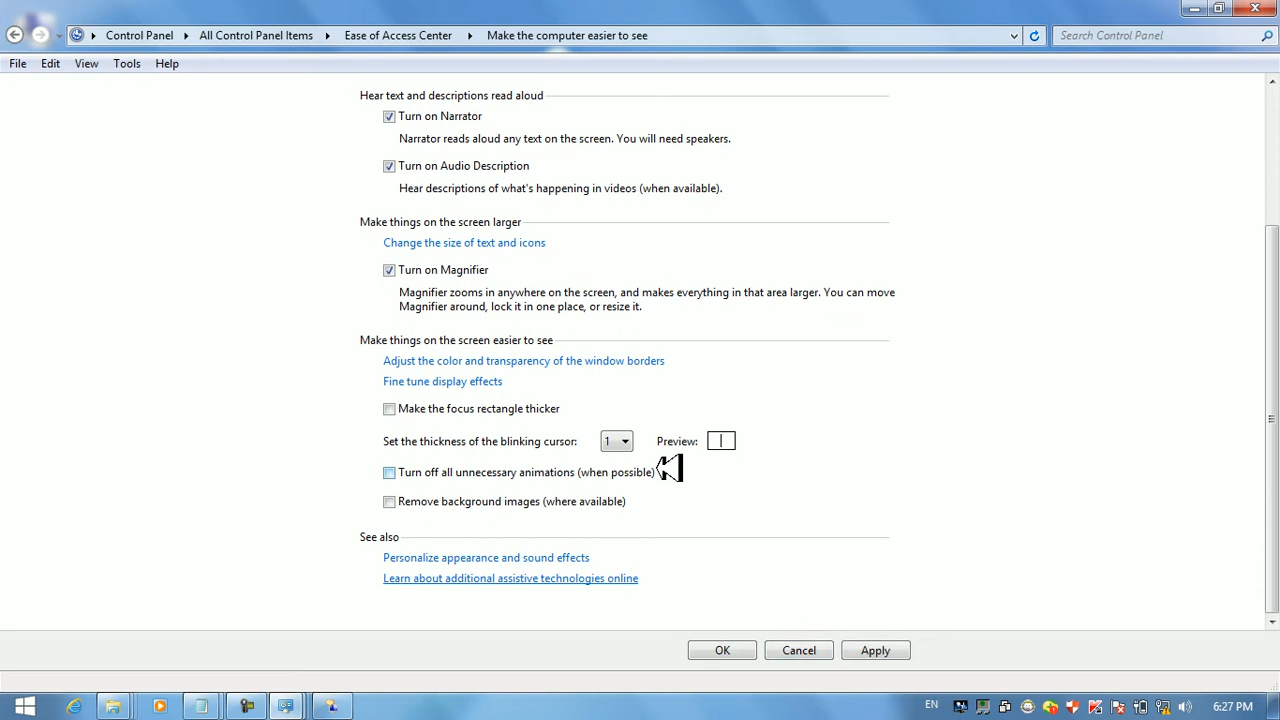 Control Panel All Control Panel Items Ease of Access Center Make the computer easier to see Search Control Panel
File Edit View Tools Help
Hear text and descriptions read aloud
Turn on Narrator
Narrator reads aloud any text on the screen. You will need speakers.
Turn on Audio Description
Hear descriptions of what's happening in videos (when available).
Make things on the screen larger
Change the size of text and icons
Turn on Magnifier
Magnifier zooms in anywhere on the screen, and makes everything in that area larger. You can move
Magnifier around, lock it in one place, or resize it.
Make things on the screen easier to see
Adjust the color and transparency of the window borders
Fine tune display effects
Make the focus rectangle thicker
Set the thickness of the blinking cursor: 1 Preview:
Turn off all unnecessary animations (when possible)
Remove background images (where available)
See also
Personalize appearance and sound effects
Learn about additional assistive technologies online
OK Cancel Apply
EN 6:27 PM